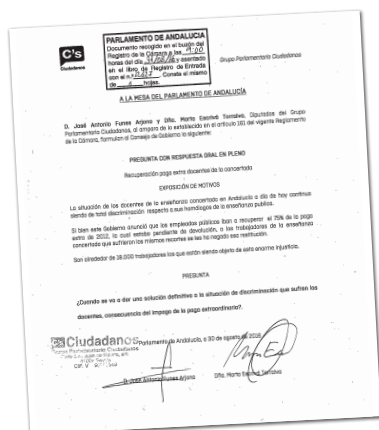 C's
Ciudadanos
PARLAMENTO DE ANDALUCIA
Documento recogido en el buzón del
Registro de la Cámara a las 9:00
horas del día y asentado
en el libro de Registro de Entrada
con el nº Consta el mismo
de hojas.
Grupo Parlamentario Ciudadanos
A LA MESA DEL PARLAMENTO DE ANDALUCÍA
D. José Antonio Funes Arjona y Dña. Marta Escrivá Torralva, Diputados del Grupo
Parlamentario Ciudadanos, al amparo de lo establecido en el artículo 161 del vigente Reglamento
de la Cámara, formulan al Consejo de Gobierno la siguiente:
PREGUNTA CON RESPUESTA ORAL EN PLENO
Recuperación paga extra docentes de la concertada
EXPOSICIÓN DE MOTIVOS
La situación de los docentes de la enseñanza concertada en Andalucía a día de hoy continua
siendo de total discriminación respecto a sus homólogos de la enseñanza pública.
Si bien este Gobierno anunció que los empleados públicos iban a recuperar el 75% de la paga
extra de 2012, la cual estaba pendiente de devolución, a los trabajadores de la enseñanza
concertada que sufrieron los mismos recortes se les ha negado esa restitución.
Son alrededor de 18.000 trabajadores los que están siendo objeto de esta enorme injusticia.
PREGUNTA
¿Cuándo se va a dar una solución definitiva a la situación de discriminación que sufren los
docentes, consecuencia del impago de la paga extraordinaria?.
Ciudadanos
Parlamento de Andalucía, a 30 de agosto de 2016
Grupo Parlamentario Ciudadanos
D. José Antonio Funes Arjona
Dña. Marta Escrivá Torralva